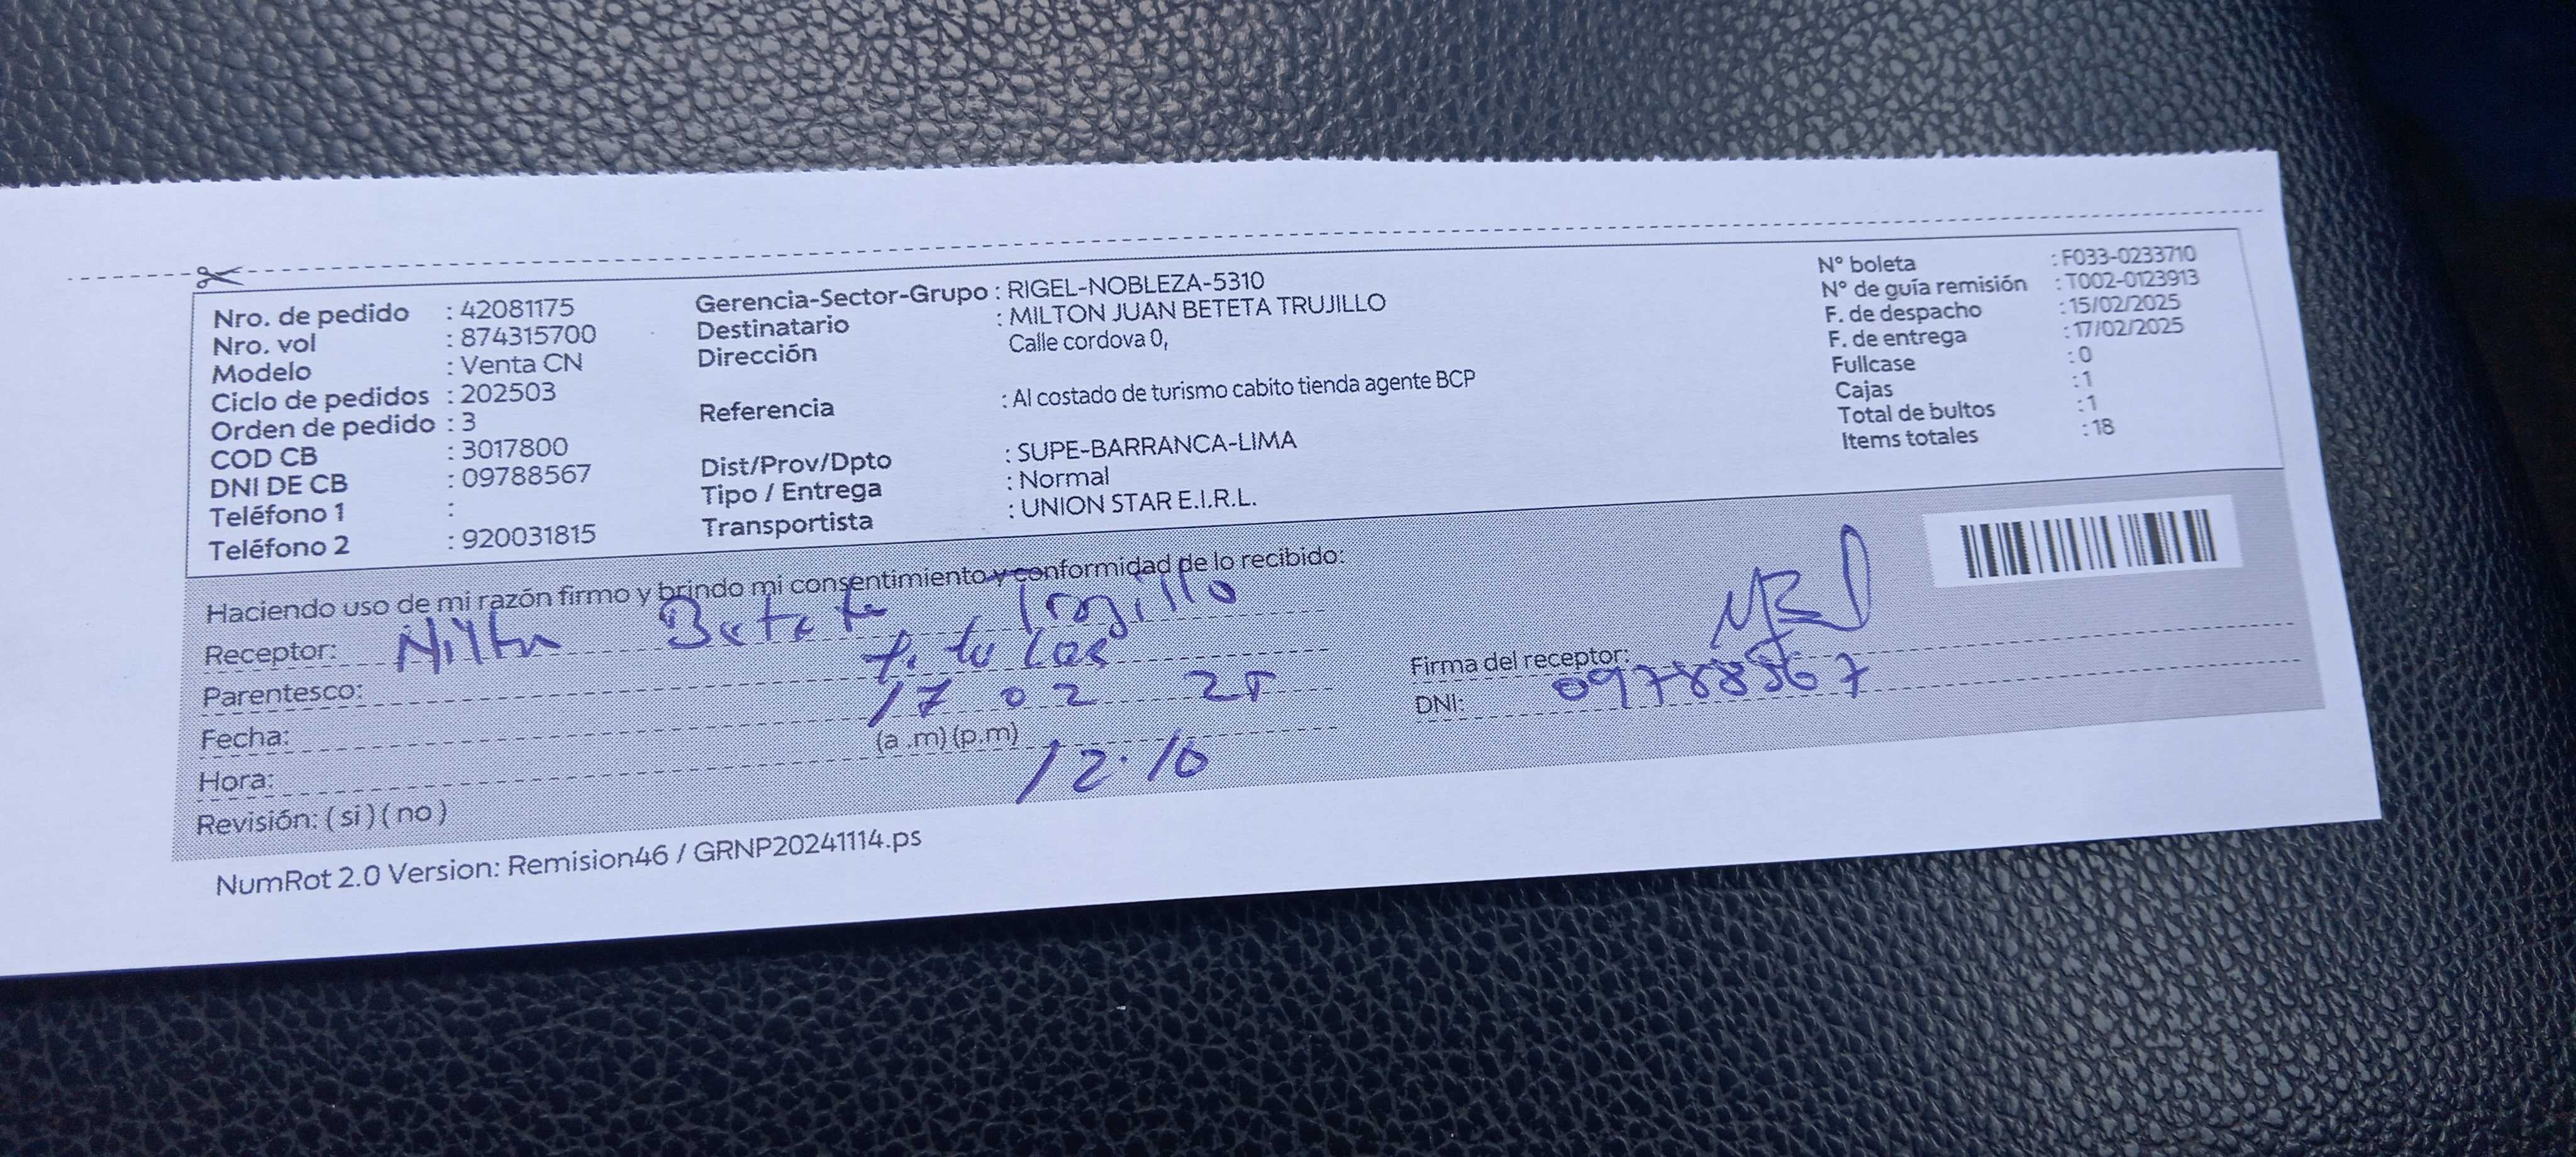 Nro. de pedido : 42081175
Nro. vol : 874315700
Modelo : Venta CN
Ciclo de pedidos : 202503
Orden de pedido : 3
COD CB : 3017800
DNI DE CB : 09788567
Teléfono 1 :
Teléfono 2 : 920031815
Gerencia-Sector-Grupo : RIGEL-NOBLEZA-5310
Destinatario : MILTON JUAN BETETA TRUJILLO
Dirección Calle cordova 0,
Referencia : Al costado de turismo cabito tienda agente BCP
Dist/Prov/Dpto : SUPE-BARRANCA-LIMA
Tipo / Entrega : Normal
Transportista : UNION STAR E.I.R.L.
N° boleta : F033-0233710
N° de guía remisión : T002-0123913
F. de despacho : 15/02/2025
F. de entrega : 17/02/2025
Fullcase : 0
Cajas : 1
Total de bultos : 1
Items totales : 18
Haciendo uso de mi razón firmo y brindo mi consentimiento y conformidad de lo recibido:
Receptor: Milton Beteta Trujillo
Parentesco: titular
Fecha: 17 02 25
Hora: (a .m) (p.m) 12.10
Revisión: ( si ) ( no )
Firma del receptor:
DNI: 09788567
NumRot 2.0 Version: Remision46 / GRNP20241114.ps